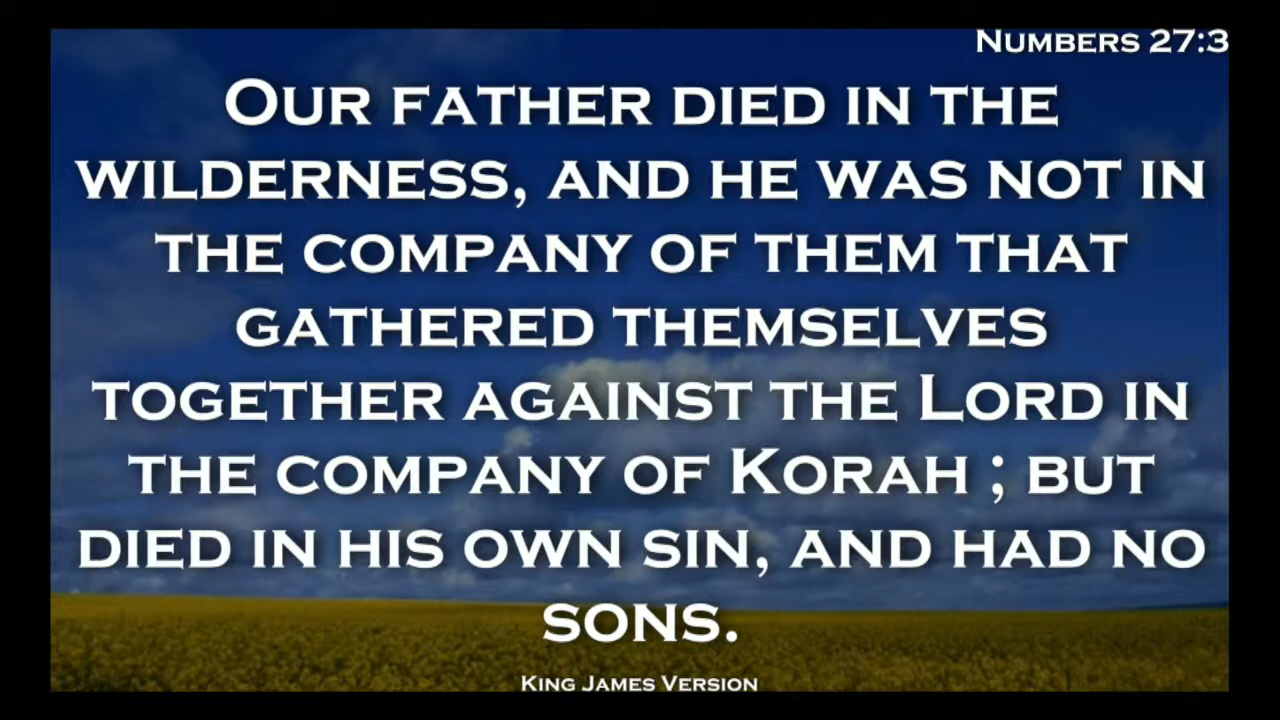 Numbers 27:3
Our father died in the
wilderness, and he was not in
the company of them that
gathered themselves
together against the Lord in
the company of Korah ; but
died in his own sin, and had no
sons.
King James Version